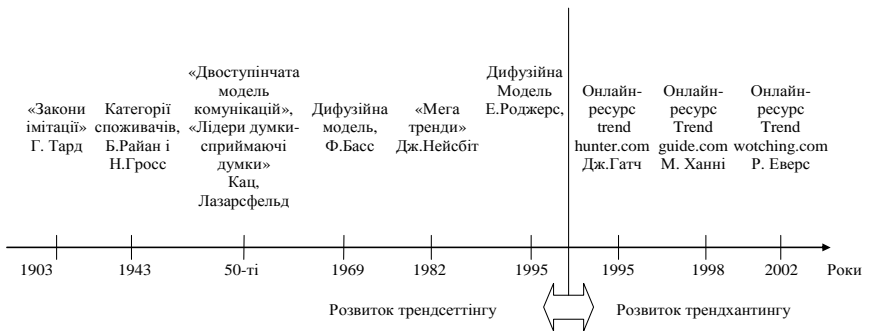 «Закони
імітації»
Г. Тард
Категорії
споживачів,
Б.Райан і
Н.Гросс
«Двоступінчата
модель
комунікацій»,
«Лідери думки-
сприймаючі
думки»
Кац,
Лазарсфельд
Дифузійна
модель,
Ф.Басс
«Мега
тренди»
Дж.Нейсбіт
Дифузійна
Модель
Е.Роджерс,
Онлайн-
ресурс
trend
hunter.com
Дж.Гатч
Онлайн-
ресурс
Trend
guide.com
М. Ханні
Онлайн-
ресурс
Trend
wotching.com
Р. Еверс
1903
1943
50-ті
1969
1982
1995
1995
1998
2002
Роки
Розвиток трендсеттінгу
Розвиток трендхантингу